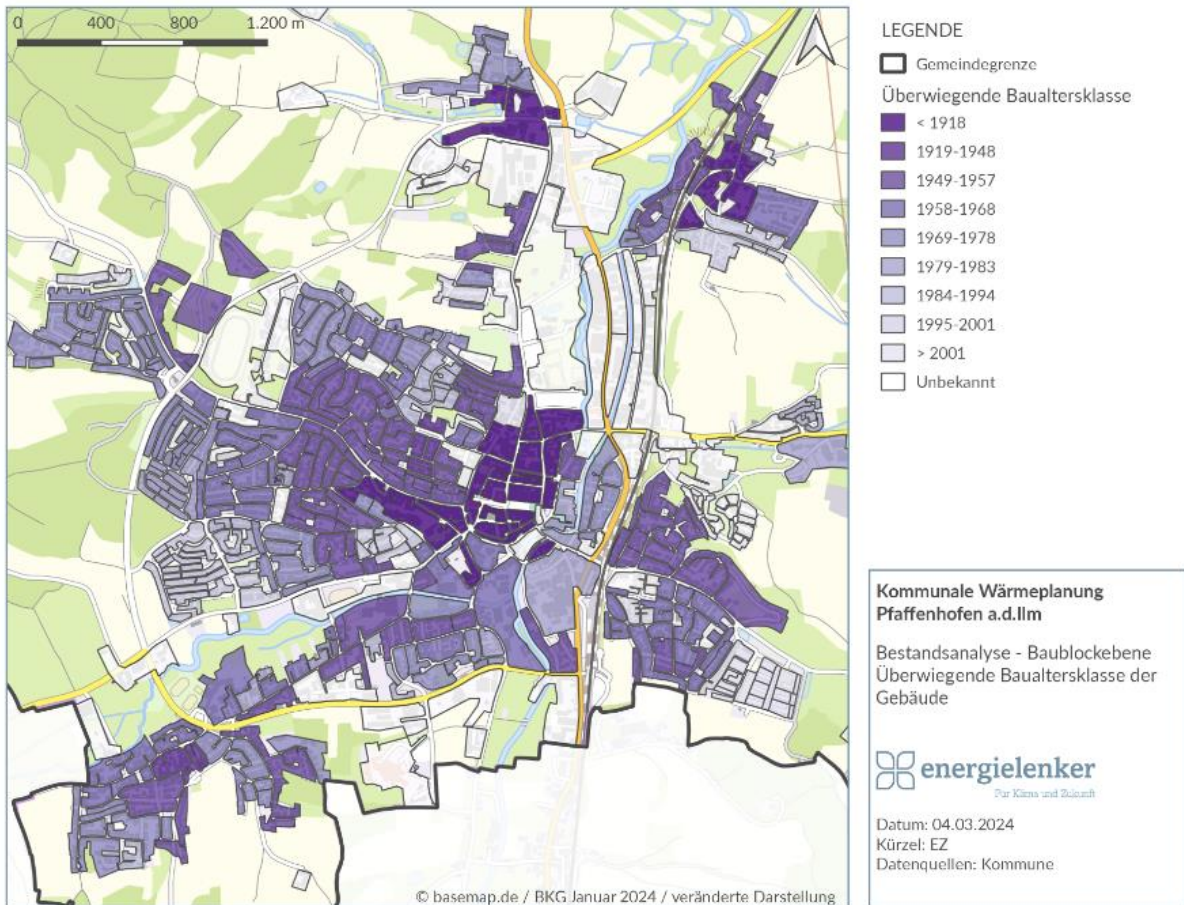 0 400 800 1.200 m
LEGENDE
Gemeindegrenze
Überwiegende Baualtersklasse
< 1918
1919-1948
1949-1957
1958-1968
1969-1978
1979-1983
1984-1994
1995-2001
> 2001
Unbekannt
Kommunale Wärmeplanung
Pfaffenhofen a.d.Ilm
Bestandsanalyse - Baublockebene
Überwiegende Baualtersklasse der
Gebäude
energielenker
Für Klima und Zukunft
Datum: 04.03.2024
Kürzel: EZ
Datenquellen: Kommune
© basemap.de / BKG Januar 2024 / veränderte Darstellung